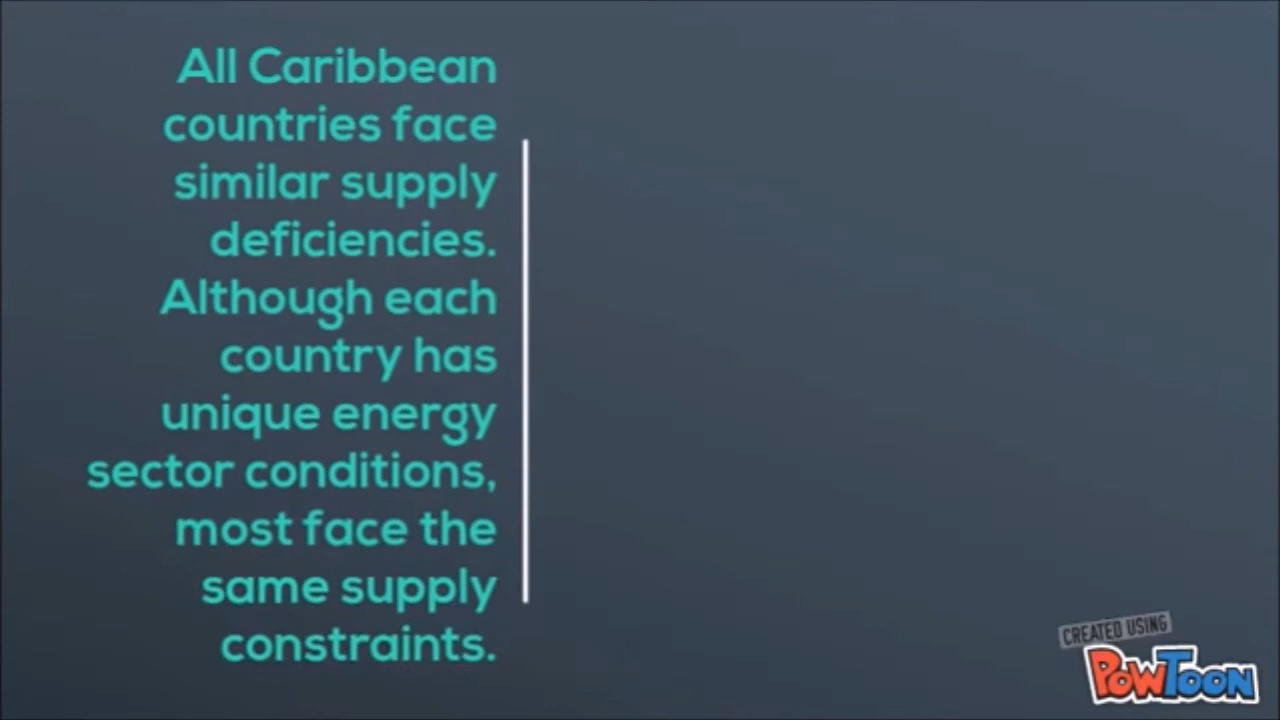 All Caribbean
countries face
similar supply
deficiencies.
Although each
country has
unique energy
sector conditions,
most face the
same supply
constraints.
CREATED USING
POWTOON